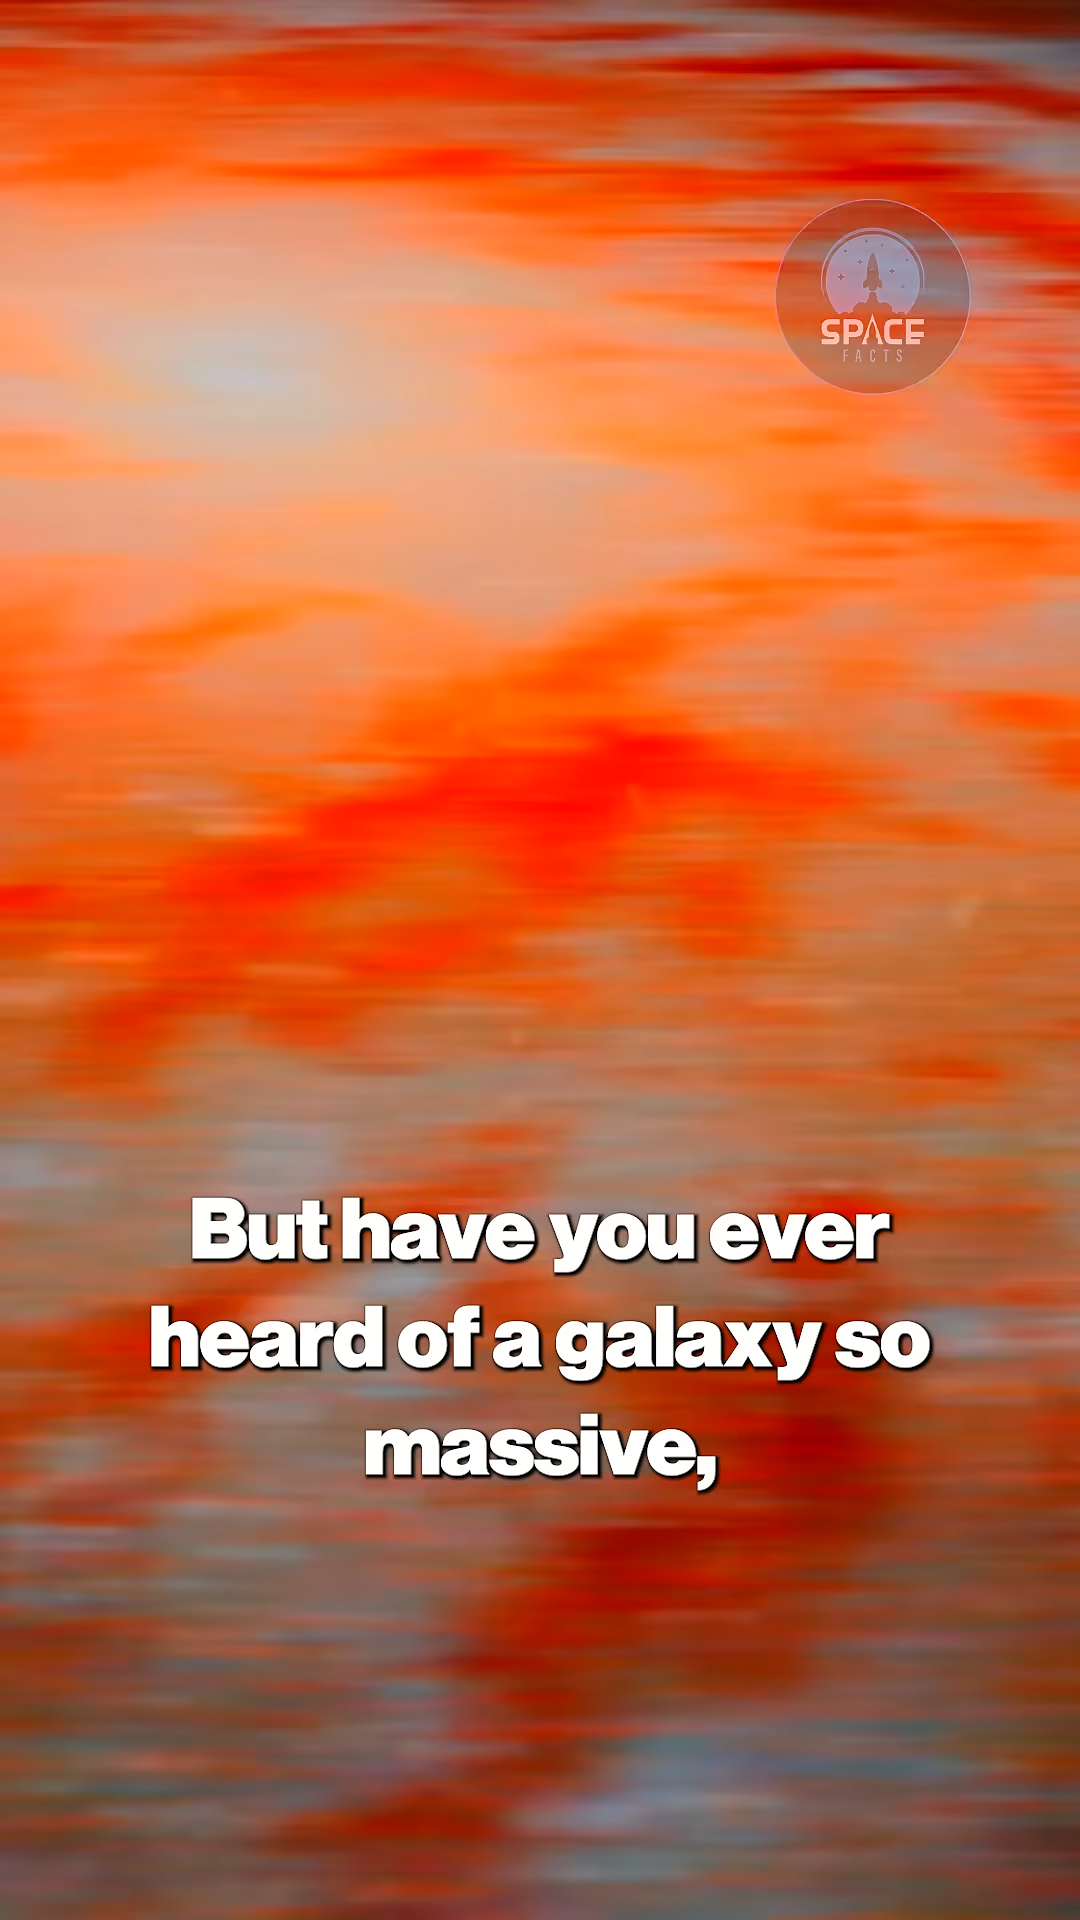 SPACE
FACTS
But have you ever
heard of a galaxy so
massive,